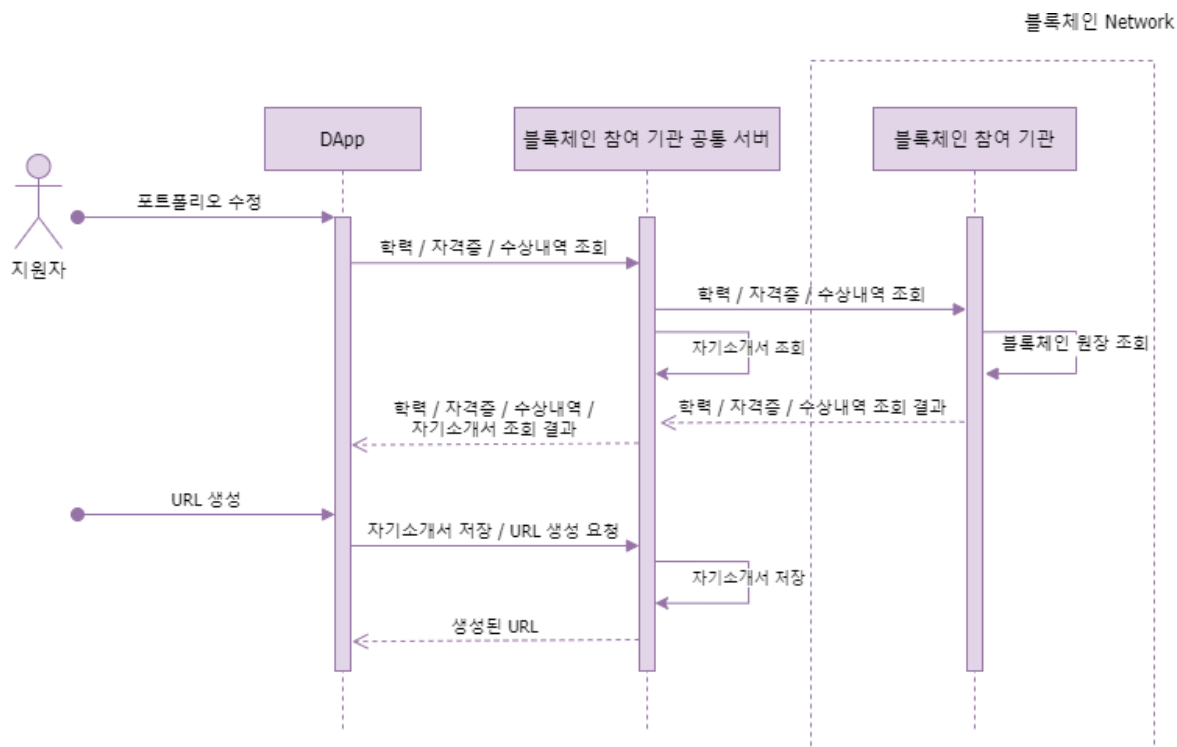 블록체인 Network
DApp
블록체인 참여 기관 공통 서버
블록체인 참여 기관
지원자
포트폴리오 수정
학력 / 자격증 / 수상내역 조회
학력 / 자격증 / 수상내역 조회
자기소개서 조회
블록체인 원장 조회
학력 / 자격증 / 수상내역 조회 결과
학력 / 자격증 / 수상내역 /
자기소개서 조회 결과
URL 생성
자기소개서 저장 / URL 생성 요청
자기소개서 저장
생성된 URL